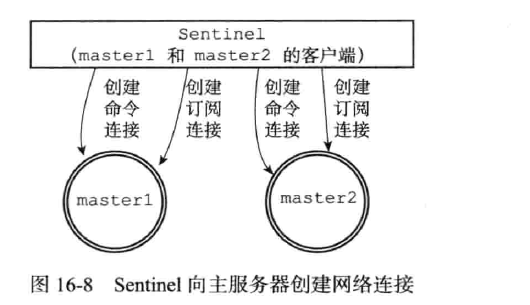 Sentinel
(master1 和 master2 的客户端)
创建
命令
连接
创建
订阅
连接
创建
命令
连接
创建
订阅
连接
master1
master2
图 16-8 Sentinel 向主服务器创建网络连接